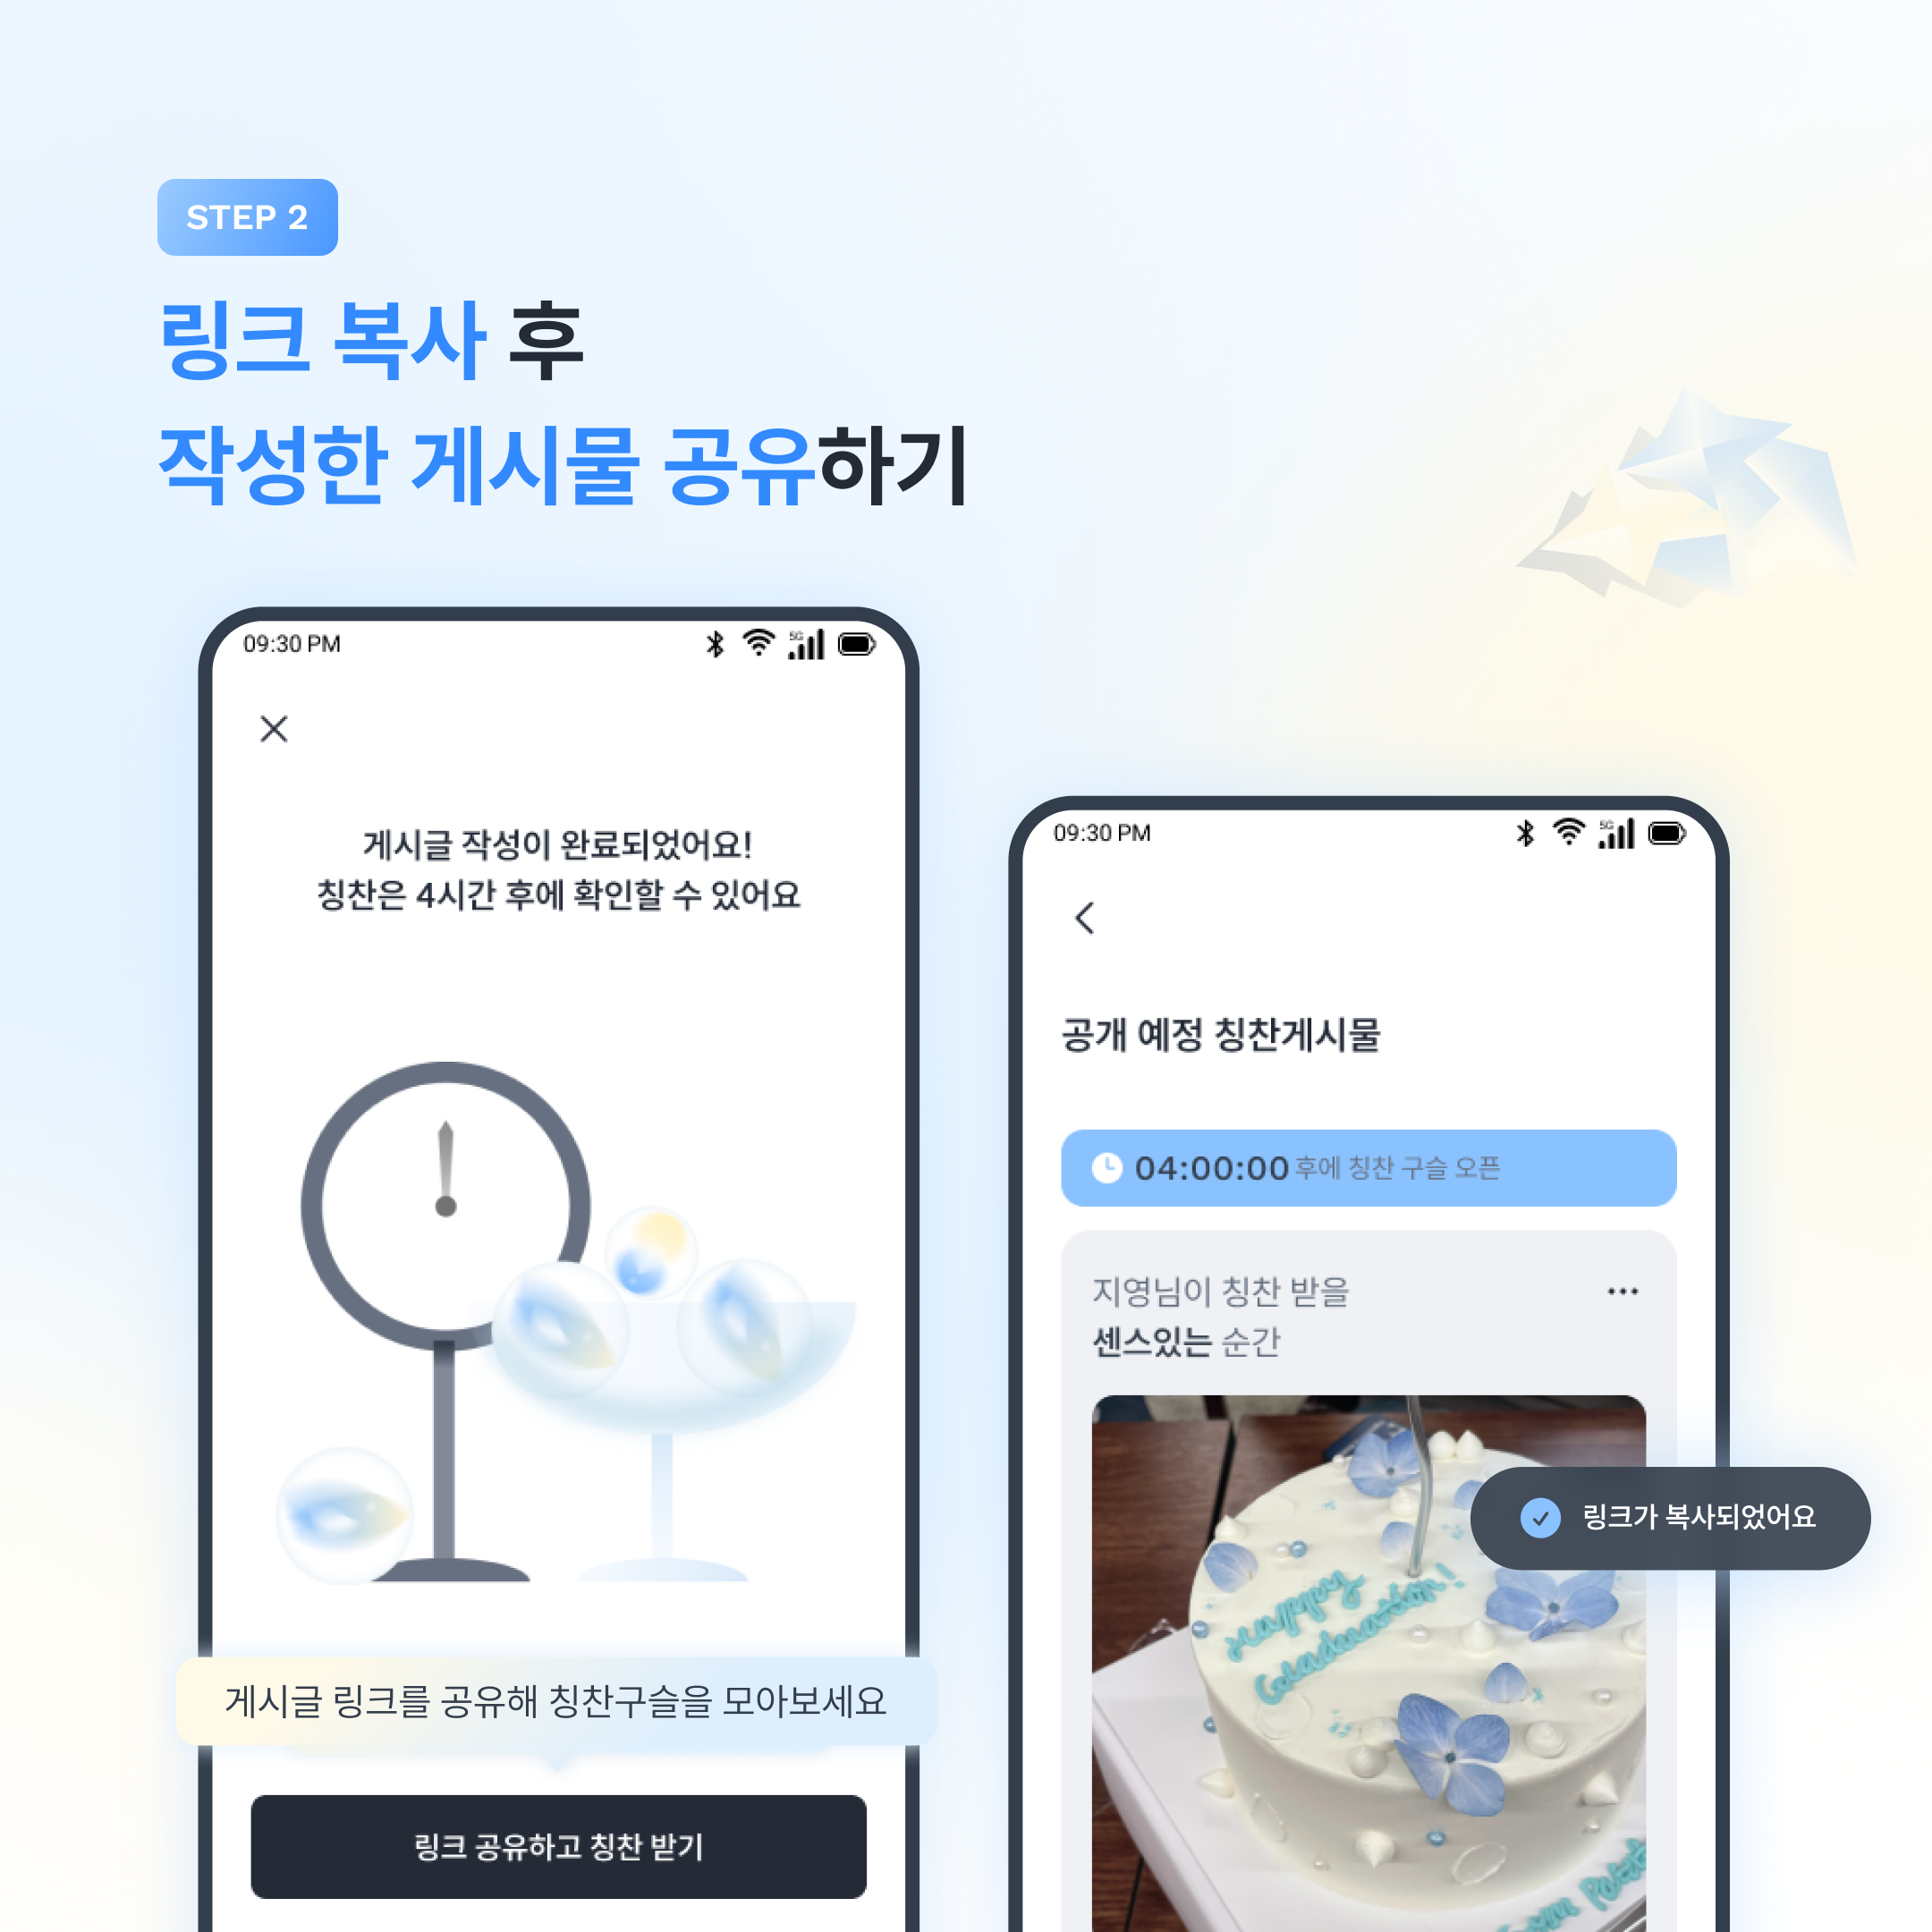 STEP 2
링크 복사 후
작성한 게시물 공유하기
09:30 PM
5G
게시글 작성이 완료되었어요!
칭찬은 4시간 후에 확인할 수 있어요
게시글 링크를 공유해 칭찬구슬을 모아보세요
링크 공유하고 칭찬 받기
09:30 PM
5G
공개 예정 칭찬게시물
04:00:00 후에 칭찬 구슬 오픈
지영님이 칭찬 받을
센스있는 순간
링크가 복사되었어요
Happy
Graduation!